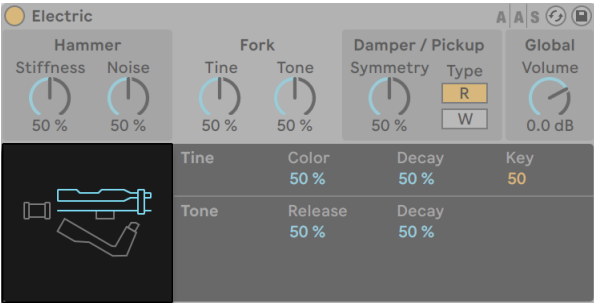 Electric A A S
Hammer Fork Damper / Pickup Global
Stiffness Noise Tine Tone Symmetry Type Volume
R
W
50 % 50 % 50 % 50 % 50 % 0.0 dB
Tine Color Decay Key
50 % 50 % 50
Tone Release Decay
50 % 50 %